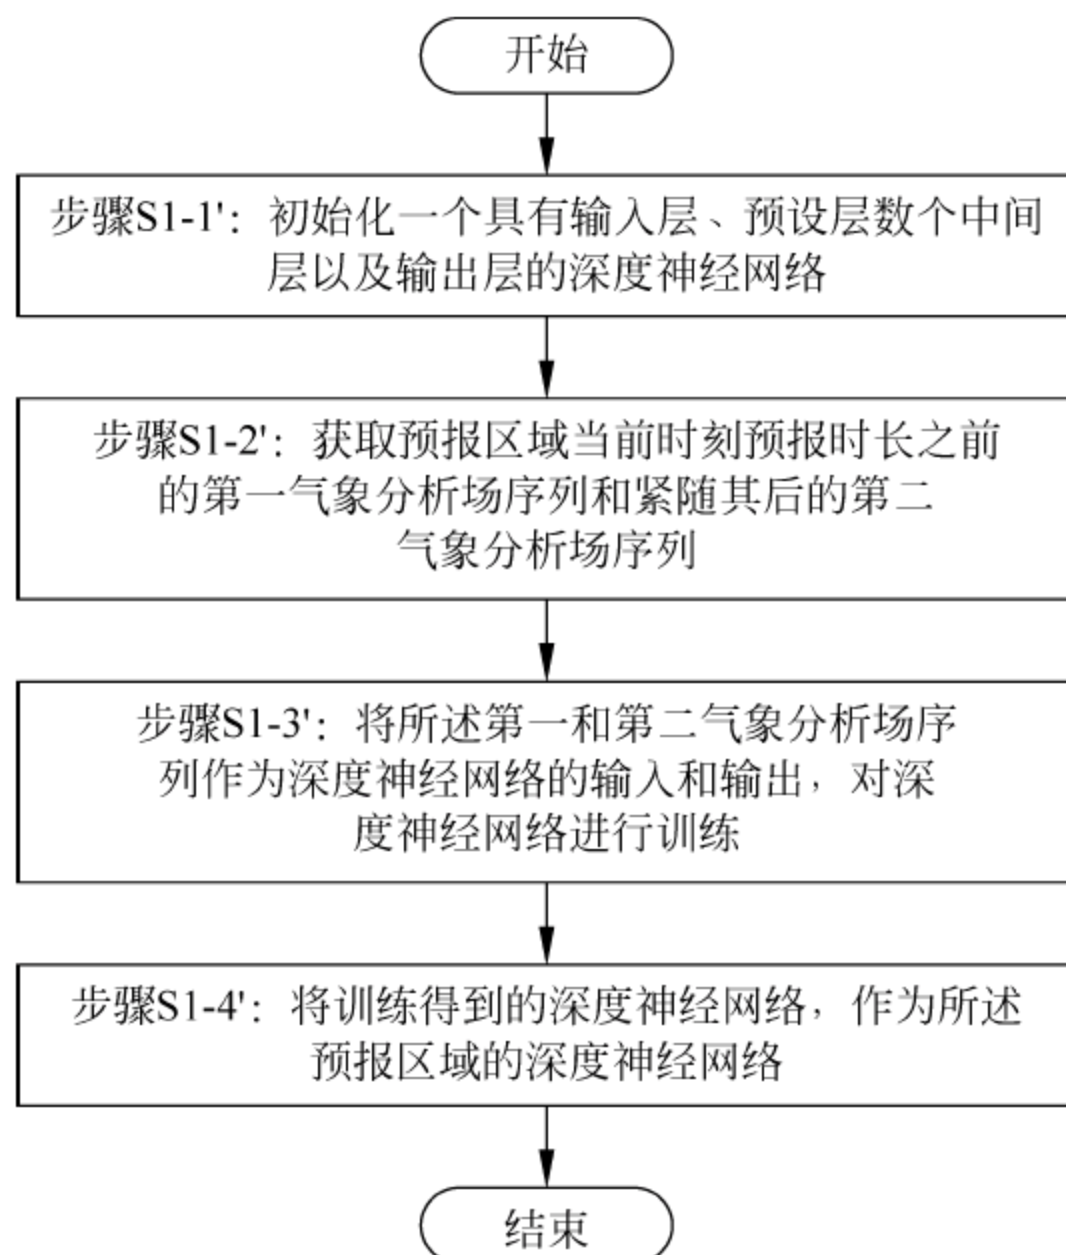 开始
步骤S1-1'：初始化一个具有输入层、预设层数个中间
层以及输出层的深度神经网络
步骤S1-2'：获取预报区域当前时刻预报时长之前
的第一气象分析场序列和紧随其后的第二
气象分析场序列
步骤S1-3'：将所述第一和第二气象分析场序
列作为深度神经网络的输入和输出，对深
度神经网络进行训练
步骤S1-4'：将训练得到的深度神经网络，作为所述
预报区域的深度神经网络
结束